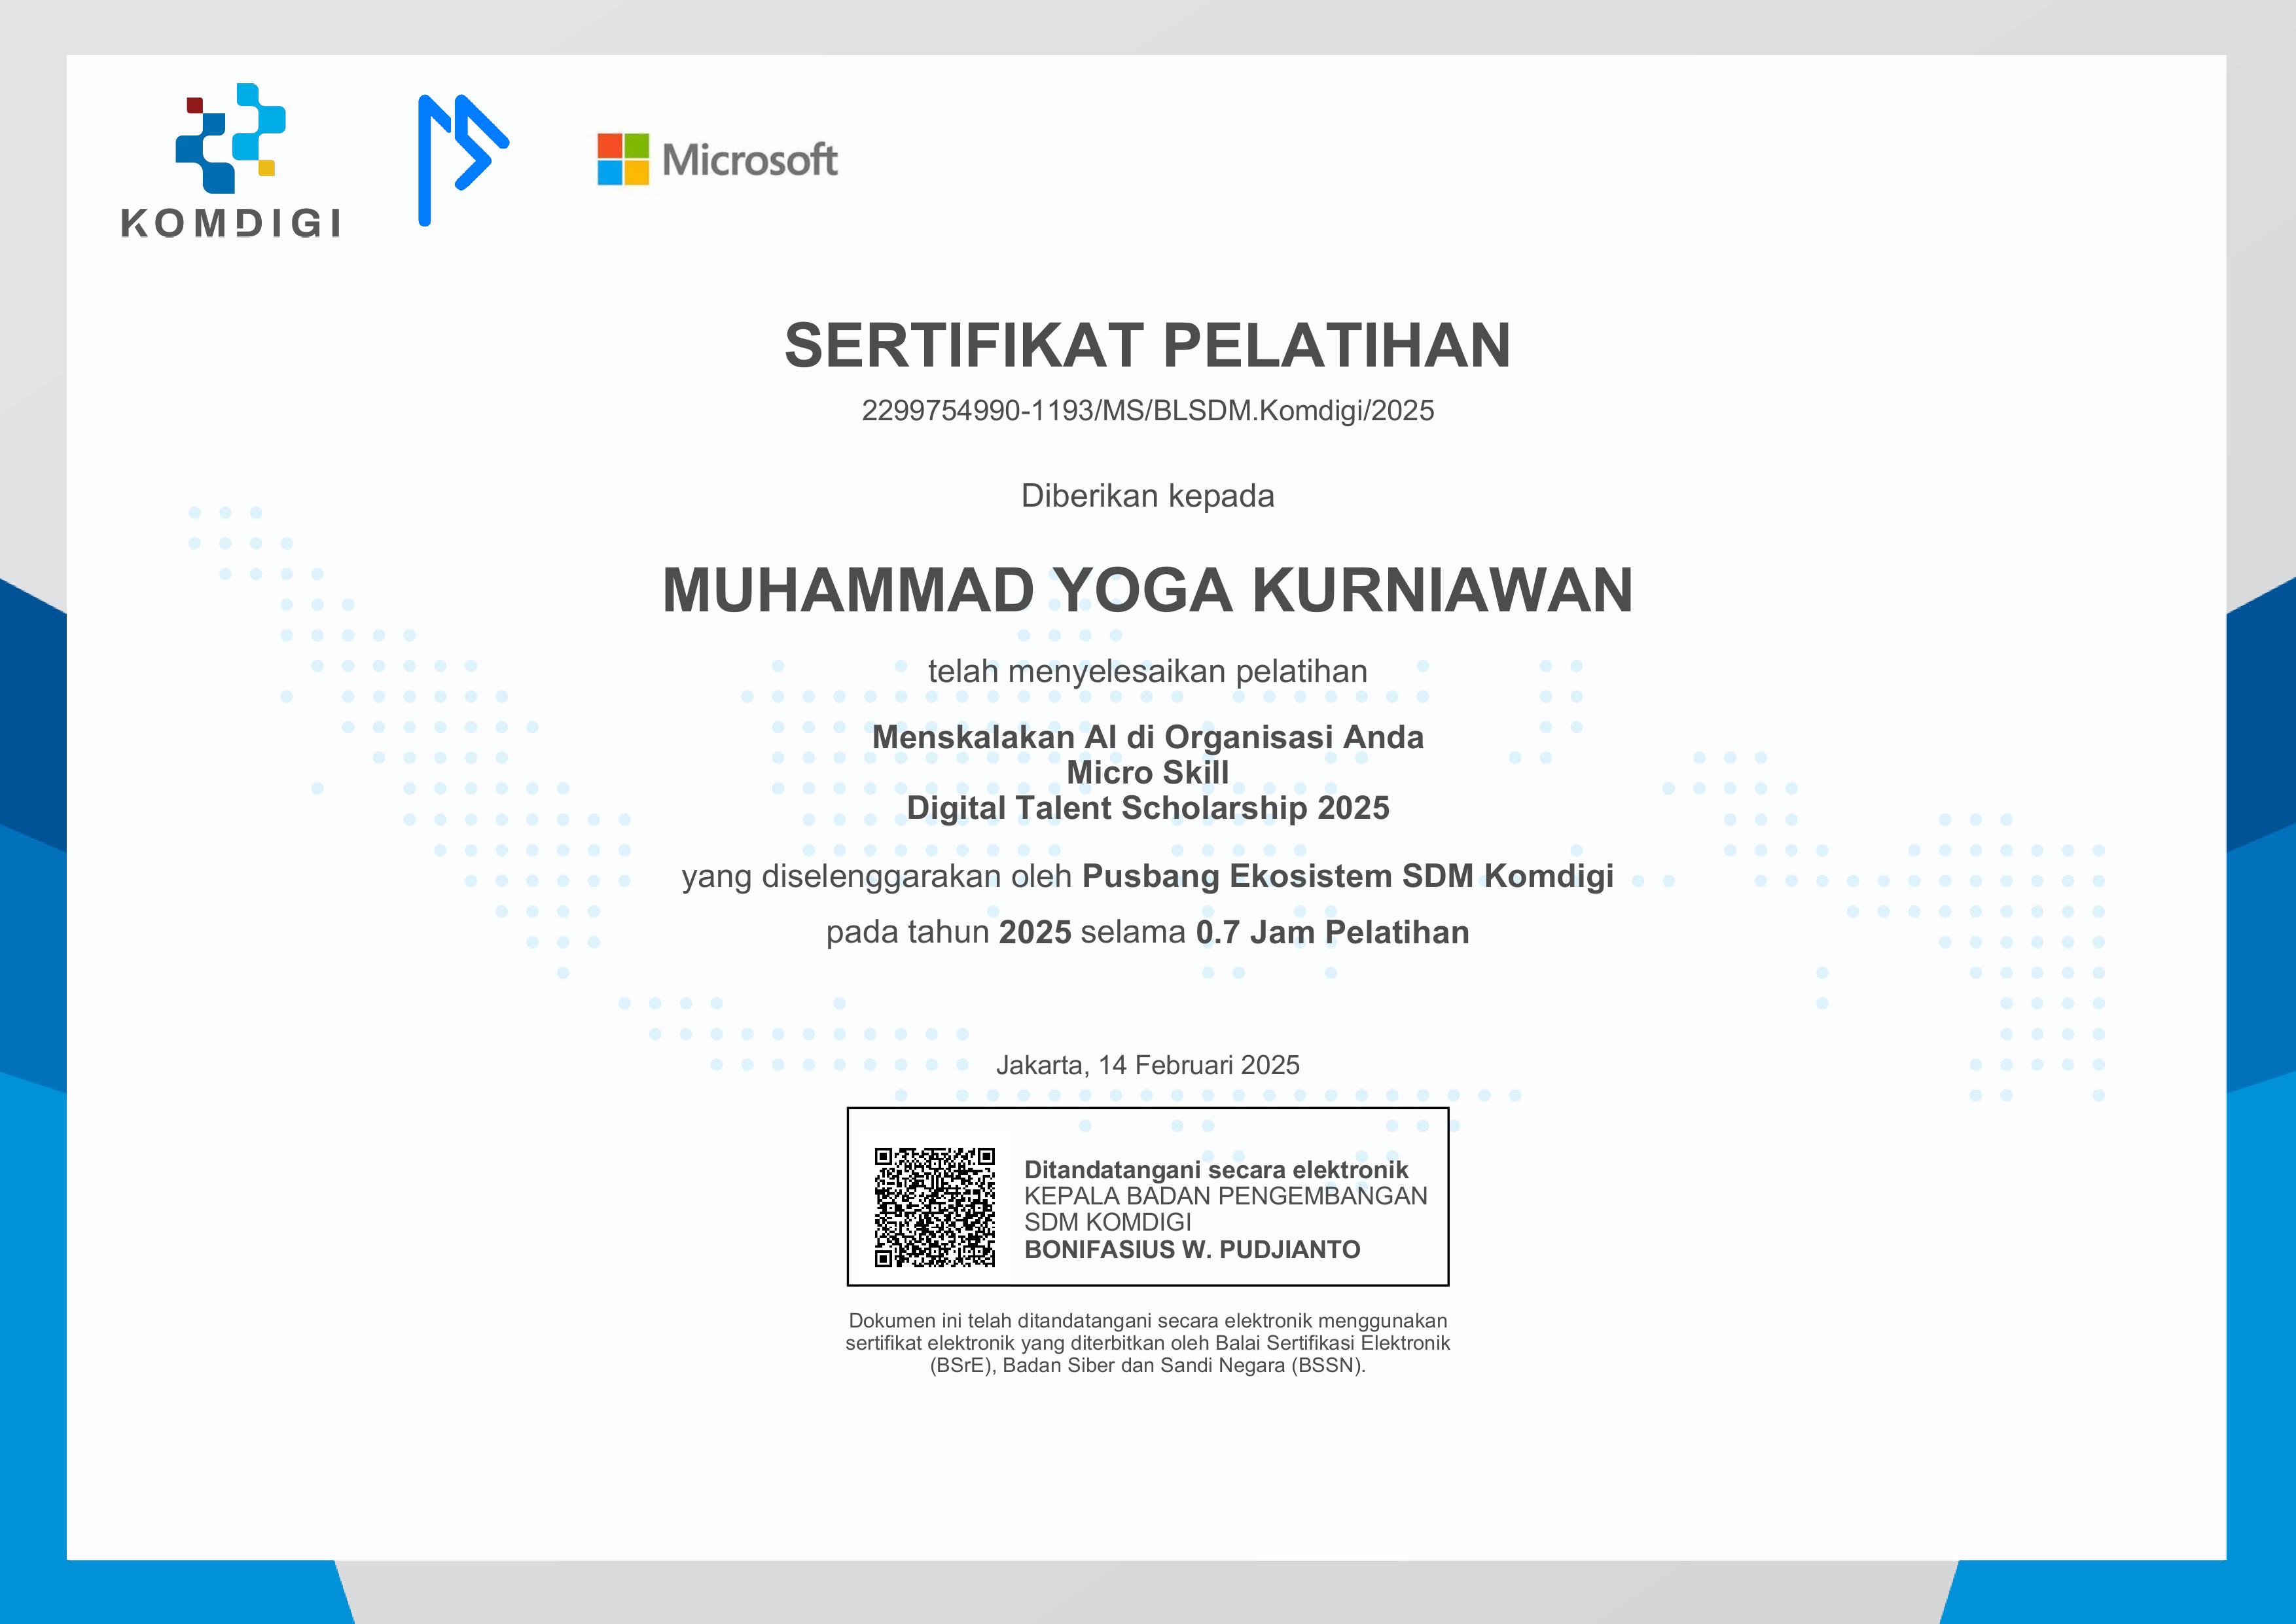 KOMDIGI
Microsoft
SERTIFIKAT PELATIHAN
2299754990-1193/MS/BLSDM.Komdigi/2025
Diberikan kepada
MUHAMMAD YOGA KURNIAWAN
telah menyelesaikan pelatihan
Menskalakan AI di Organisasi Anda
Micro Skill
Digital Talent Scholarship 2025
yang diselenggarakan oleh Pusbang Ekosistem SDM Komdigi
pada tahun 2025 selama 0.7 Jam Pelatihan
Jakarta, 14 Februari 2025
Ditandatangani secara elektronik
KEPALA BADAN PENGEMBANGAN
SDM KOMDIGI
BONIFASIUS W. PUDJIANTO
Dokumen ini telah ditandatangani secara elektronik menggunakan
sertifikat elektronik yang diterbitkan oleh Balai Sertifikasi Elektronik
(BSrE), Badan Siber dan Sandi Negara (BSSN).